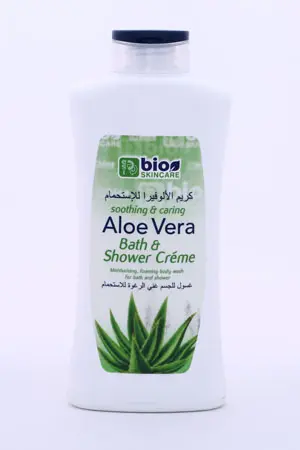 bio
SKINCARE
كريم الألوفيرا للإستحمام
soothing & caring
Aloe Vera
Bath &
Shower Créme
Moisturising, foaming body wash
for bath and shower
غسول للجسم غني الرغوة للاستحمام